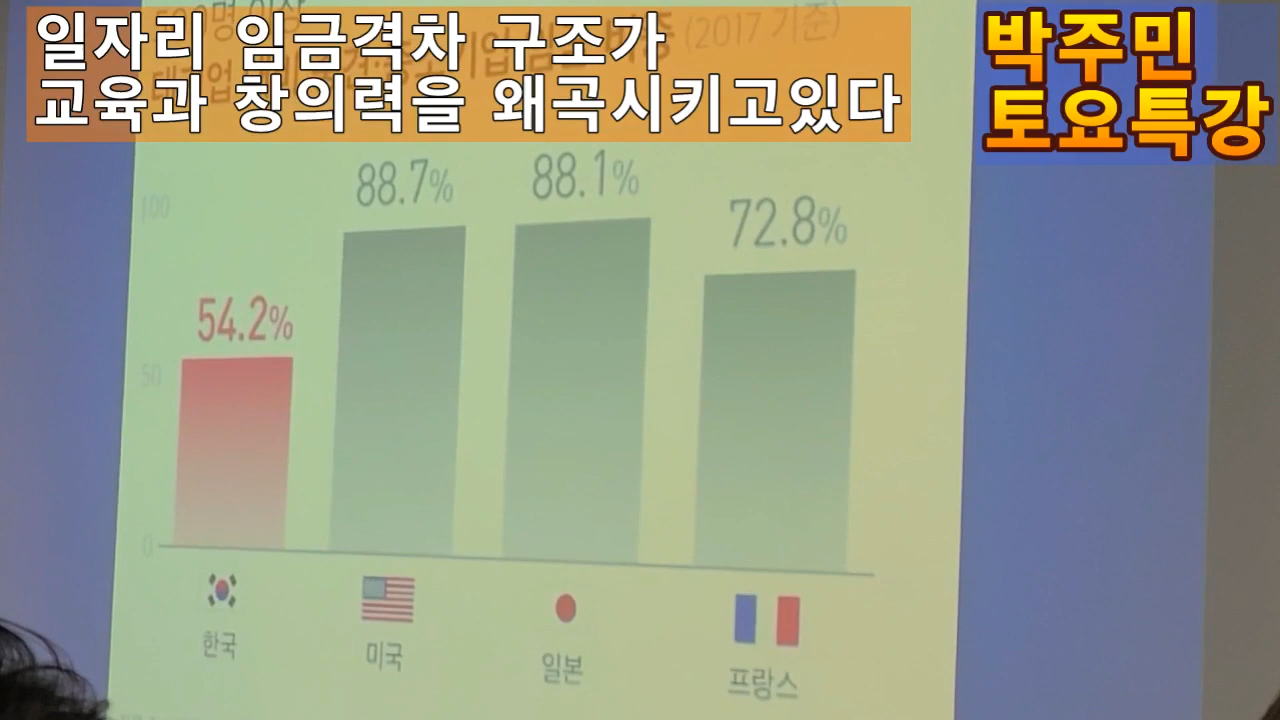 일자리 임금격차 구조가
교육과 창의력을 왜곡시키고있다
박주민
토요특강
(2017 기준)
100
50
0
54.2%
88.7%
88.1%
72.8%
한국
미국
일본
프랑스